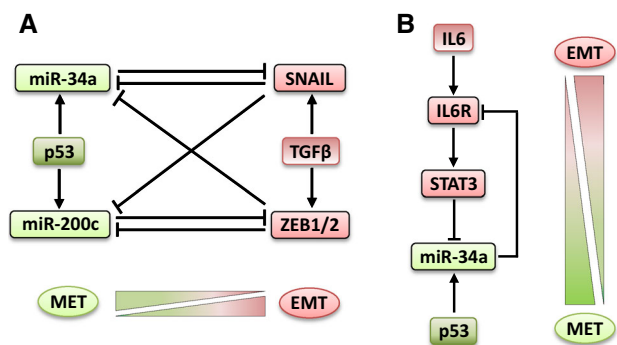 A
miR-34a
SNAIL
p53
TGFβ
miR-200c
ZEB1/2
MET
EMT
B
IL6
IL6R
STAT3
miR-34a
p53
EMT
MET